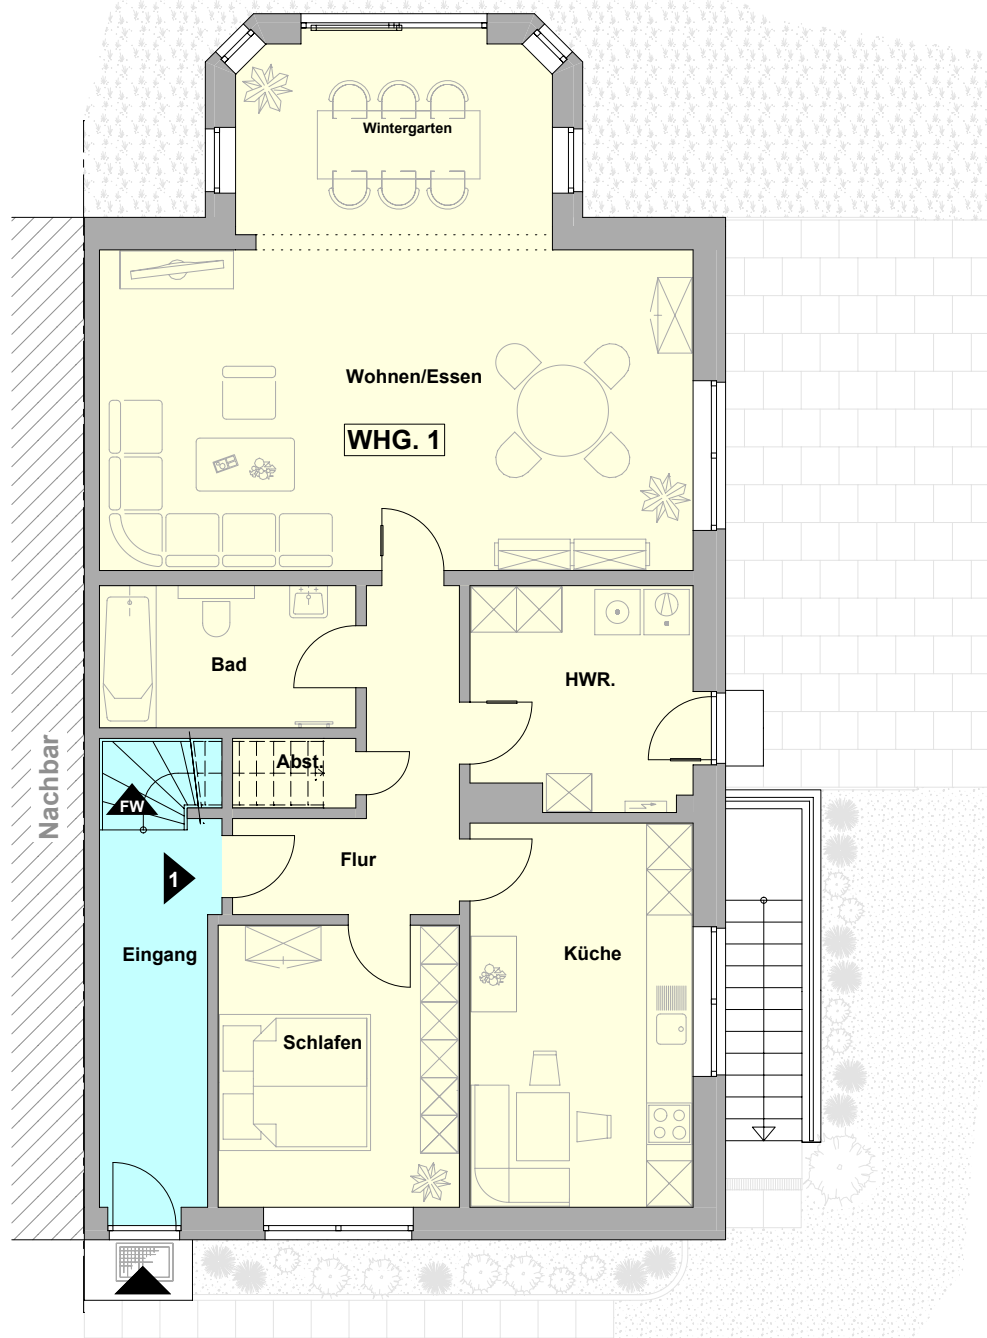 Wintergarten
Wohnen/Essen
WHG. 1
Bad
HWR.
Abst.
Nachbar
FW
Flur
1
Eingang
Küche
Schlafen